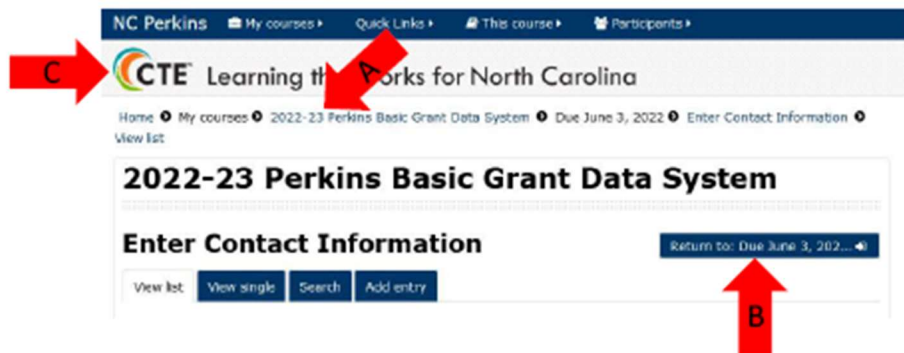 NC Perkins My courses Quick Links This course Participants
C
CTE Learning th A orks for North Carolina
Home My courses 2022-23 Perkins Basic Grant Data System Due June 3, 2022 Enter Contact Information
View list
2022-23 Perkins Basic Grant Data System
Enter Contact Information
Return to: Due June 3, 202...
View list View single Search Add entry
B